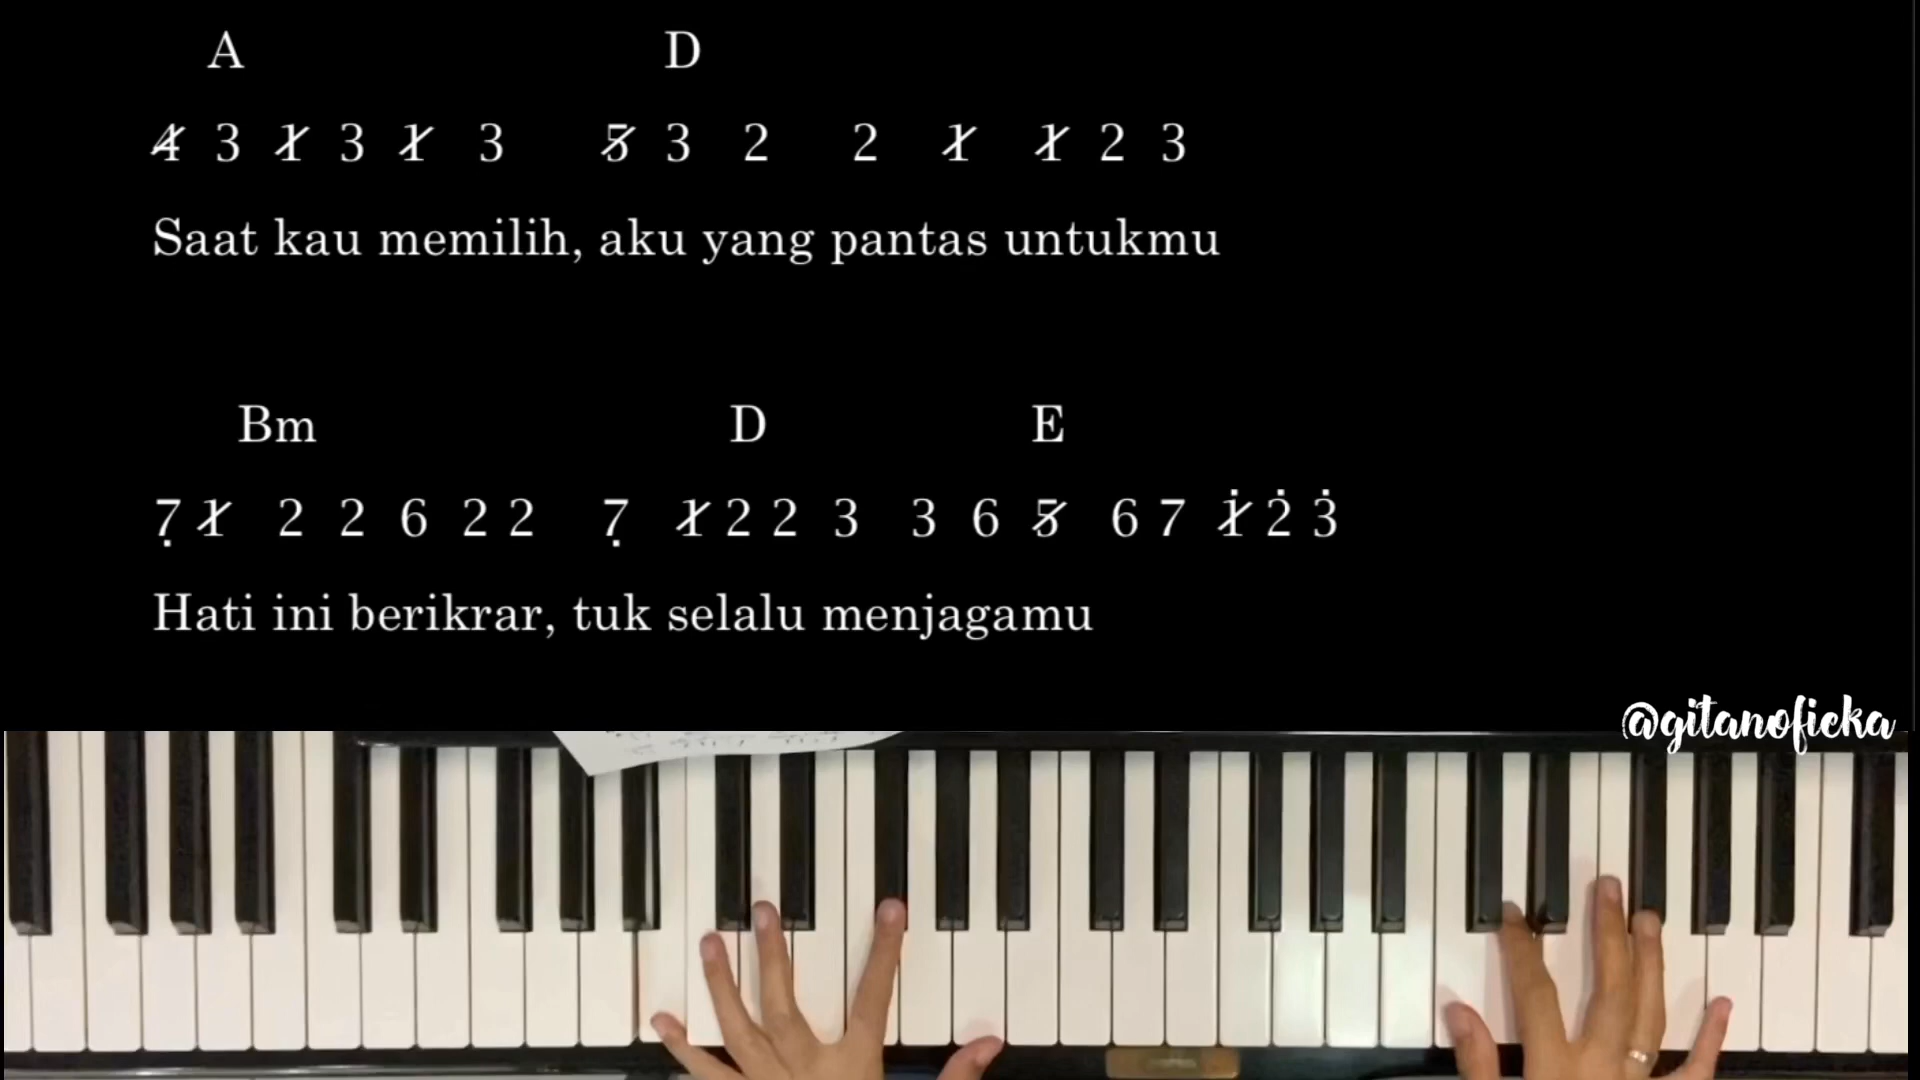 A D
4̸ 3 1̸ 3 1̸ 3 5̸ 3 2 2 1̸ 1̸ 2 3
Saat kau memilih, aku yang pantas untukmu
Bm D E
7̣ 1̸ 2 2 6 2 2 7̣ 1̸ 2 2 3 3 6 5̸ 6 7 1̸̇ 2̇ 3̇
Hati ini berikrar, tuk selalu menjagamu
@gitanoficka